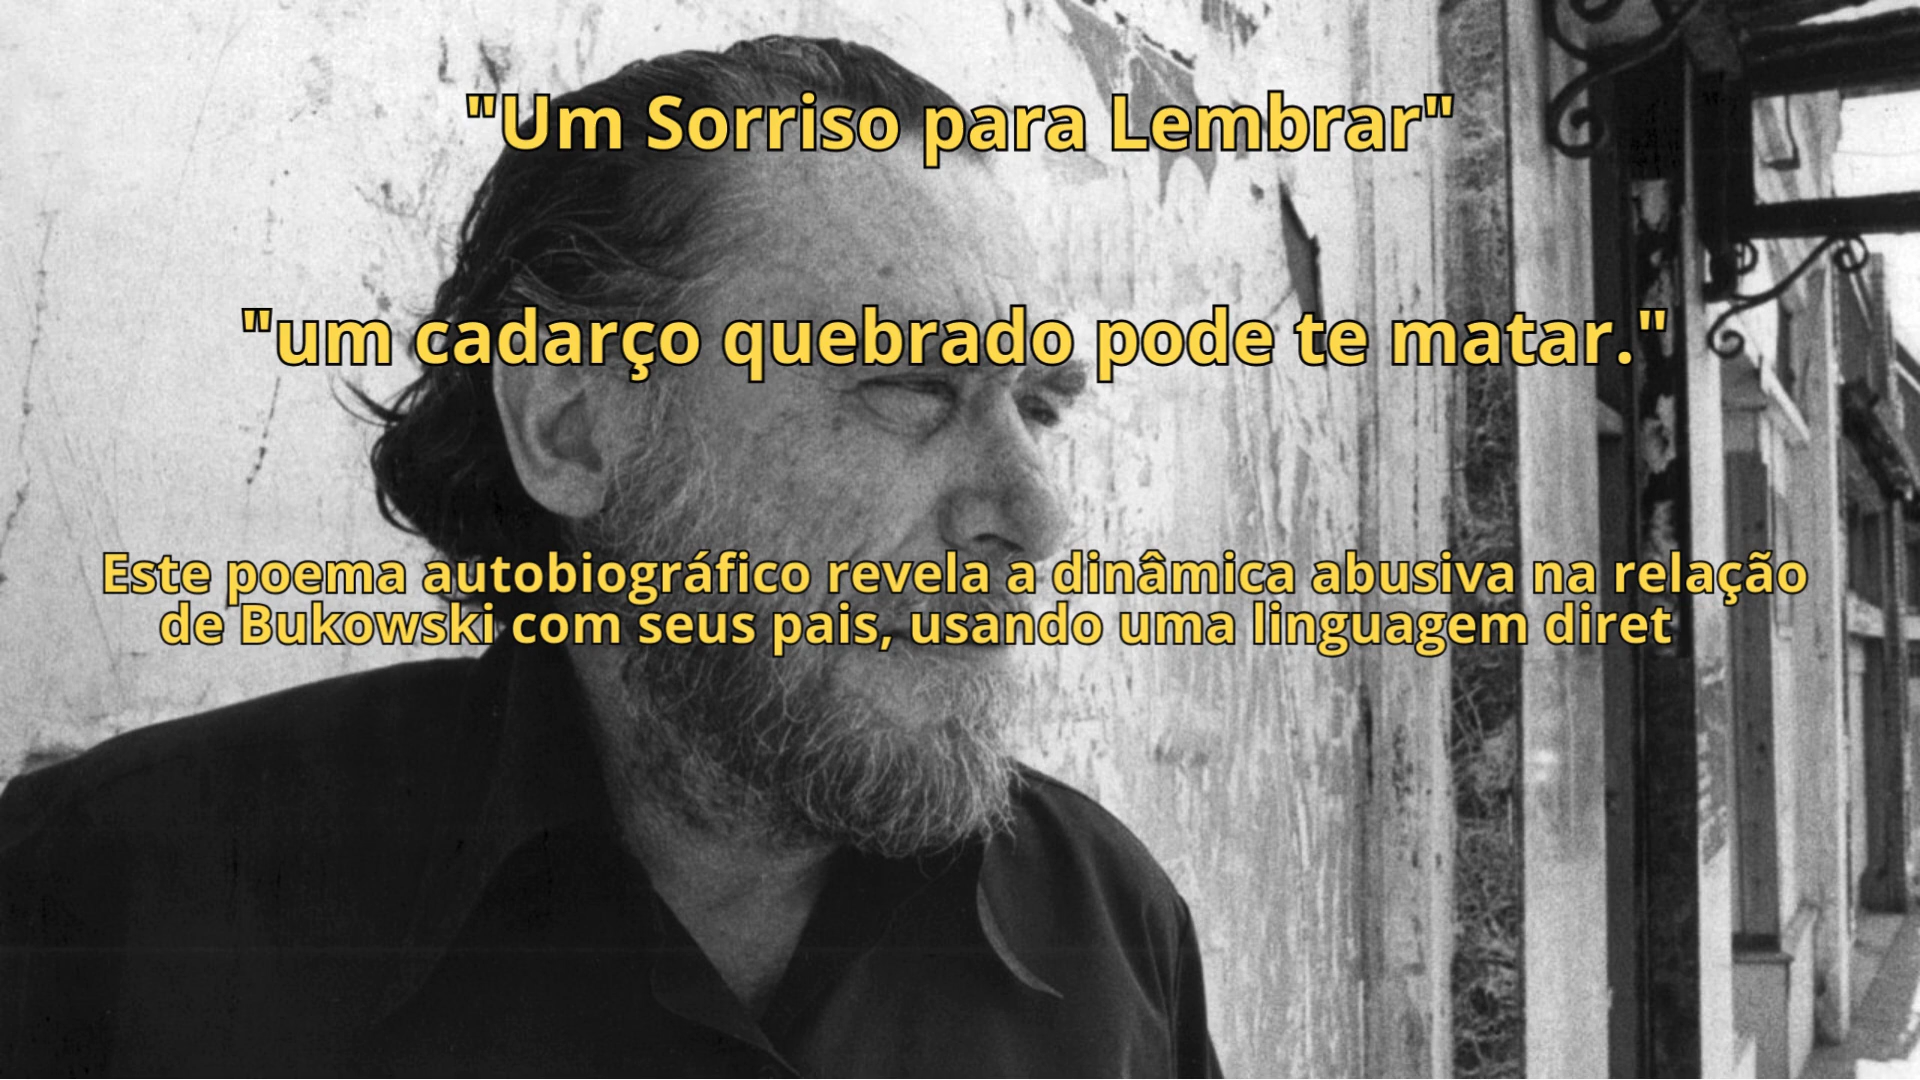 "Um Sorriso para Lembrar"
"um cadarço quebrado pode te matar."
Este poema autobiográfico revela a dinâmica abusiva na relação
de Bukowski com seus pais, usando uma linguagem diret